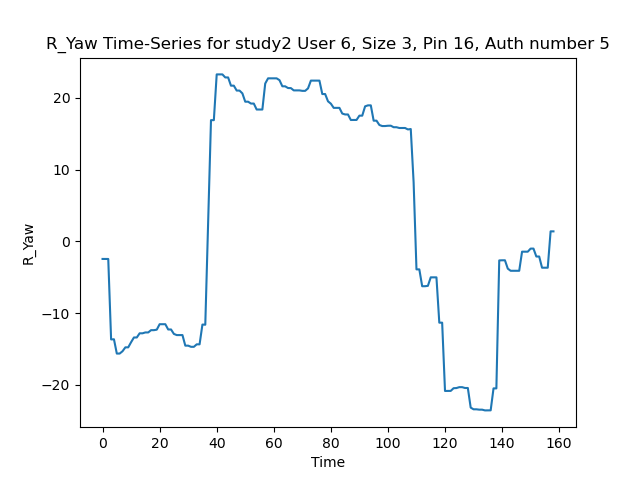 R_Yaw Time-Series for study2 User 6, Size 3, Pin 16, Auth number 5
R_Yaw
20
10
0
−10
−20
0 20 40 60 80 100 120 140 160
Time